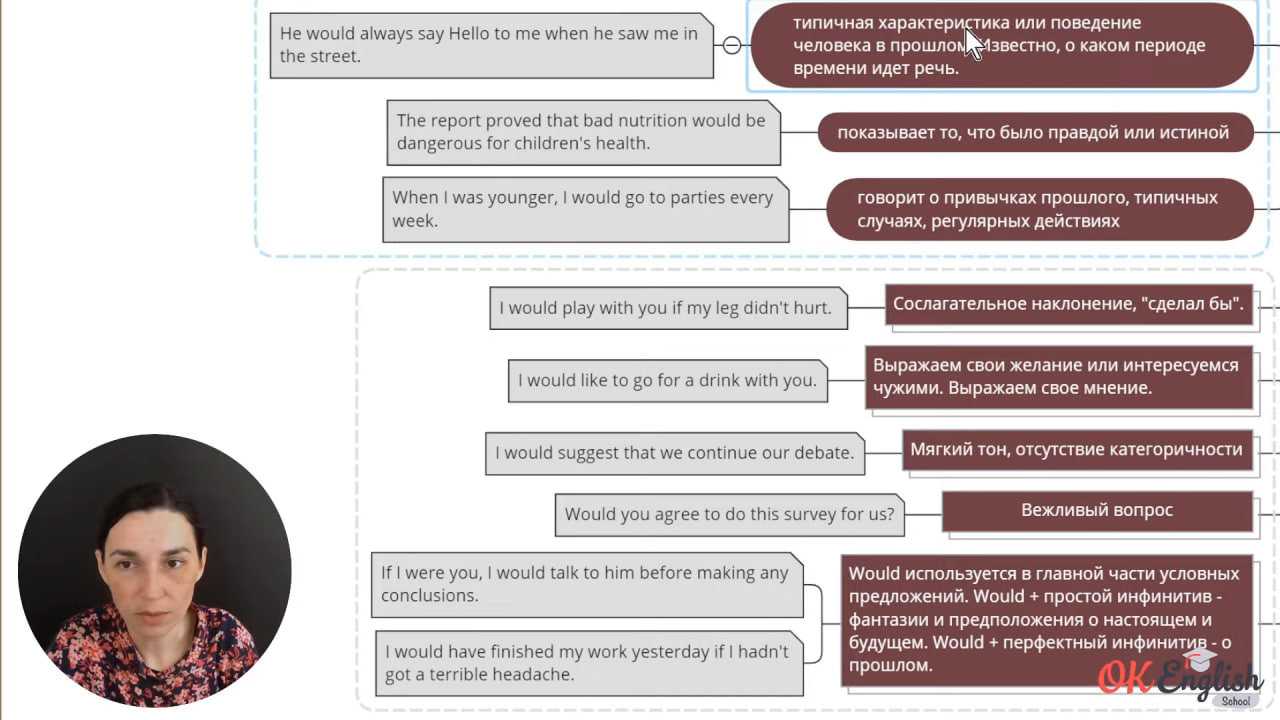 He would always say Hello to me when he saw me in
the street.
типичная характеристика или поведение
человека в прошлом известно, о каком периоде
времени идет речь.
The report proved that bad nutrition would be
dangerous for children's health.
показывает то, что было правдой или истиной
When I was younger, I would go to parties every
week.
говорит о привычках прошлого, типичных
случаях, регулярных действиях
I would play with you if my leg didn't hurt.
Сослагательное наклонение, "сделал бы".
I would like to go for a drink with you.
Выражаем свои желание или интересуемся
чужими. Выражаем свое мнение.
I would suggest that we continue our debate.
Мягкий тон, отсутствие категоричности
Would you agree to do this survey for us?
Вежливый вопрос
If I were you, I would talk to him before making any
conclusions.
I would have finished my work yesterday if I hadn't
got a terrible headache.
Would используется в главной части условных
предложений. Would + простой инфинитив -
фантазии и предположения о настоящем и
будущем. Would + перфектный инфинитив - о
прошлом.
OK English
School